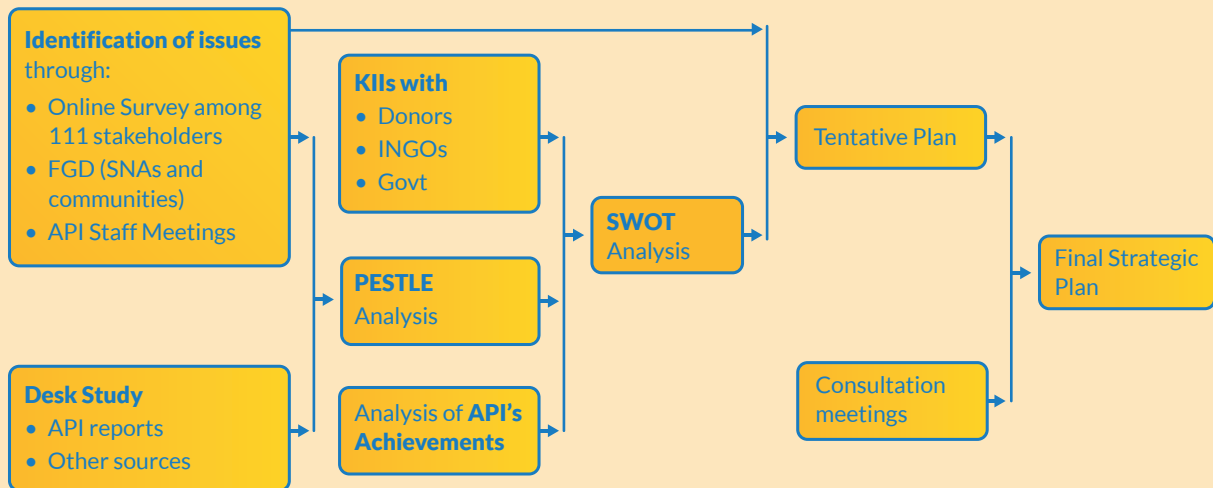 Identification of issues
through:
• Online Survey among
111 stakeholders
• FGD (SNAs and
communities)
• API Staff Meetings
Desk Study
• API reports
• Other sources
KIIs with
• Donors
• INGOs
• Govt
PESTLE
Analysis
Analysis of API’s
Achievements
SWOT
Analysis
Tentative Plan
Consultation
meetings
Final Strategic
Plan